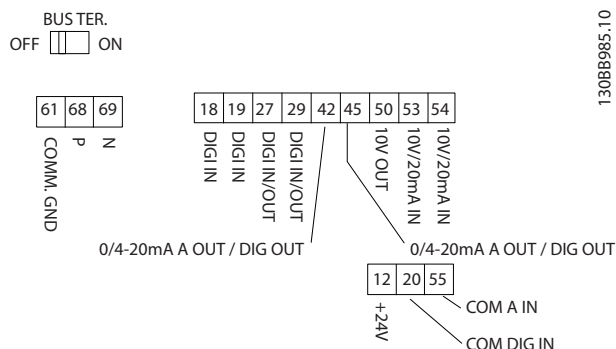 BUS TER.
OFF ON
130BB985.10
61 68 69
COMM. GND
P
N
18 19 27 29 42 45 50 53 54
DIGI IN
DIGI IN
DIGI IN/OUT
DIGI IN/OUT
10V OUT
10V/20mA IN
10V/20mA IN
0/4-20mA A OUT / DIG OUT
0/4-20mA A OUT / DIG OUT
12 20 55
+24V
COM A IN
COM DIG IN